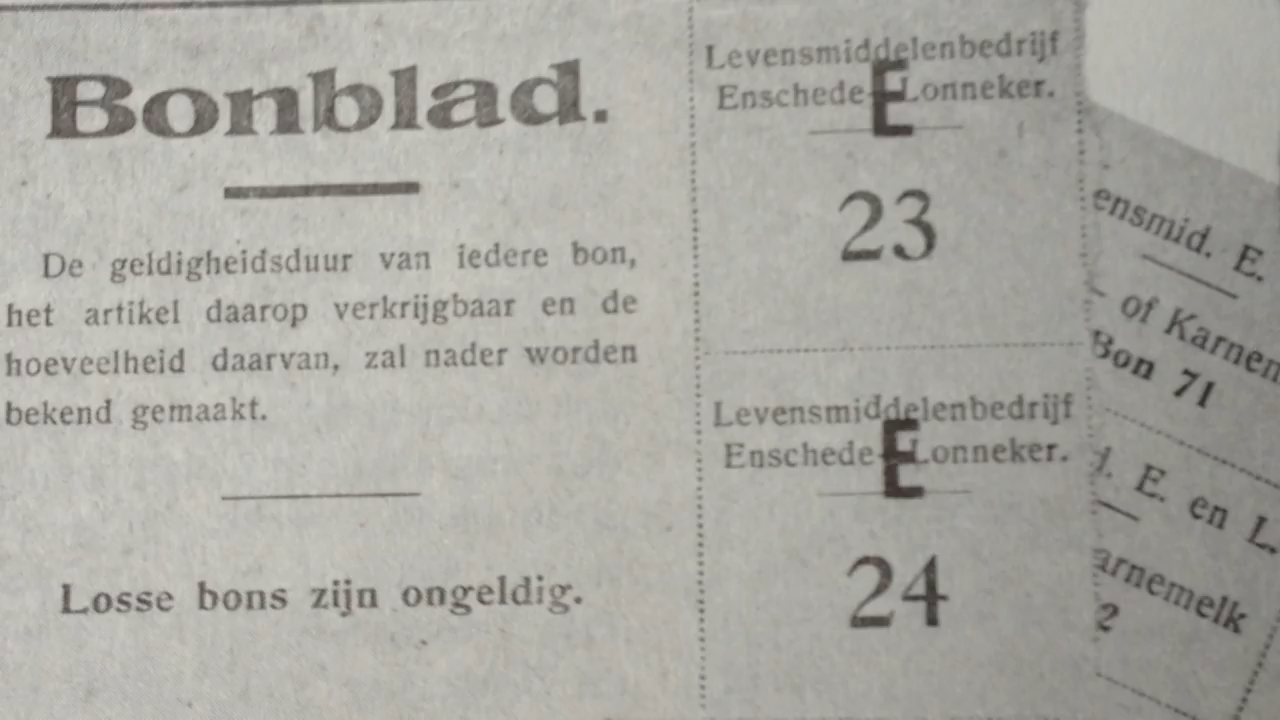 Bonblad.
De geldigheidsduur van iedere bon,
het artikel daarop verkrijgbaar en de
hoeveelheid daarvan, zal nader worden
bekend gemaakt.
Losse bons zijn ongeldig.
Levensmiddelenbedrijf
Enschede-Lonneker.
E
23
Levensmiddelenbedrijf
Enschede-Lonneker.
E
24
ensmid. E.
of Karnem
Bon 71
d. E. en L.
arnemelk
2